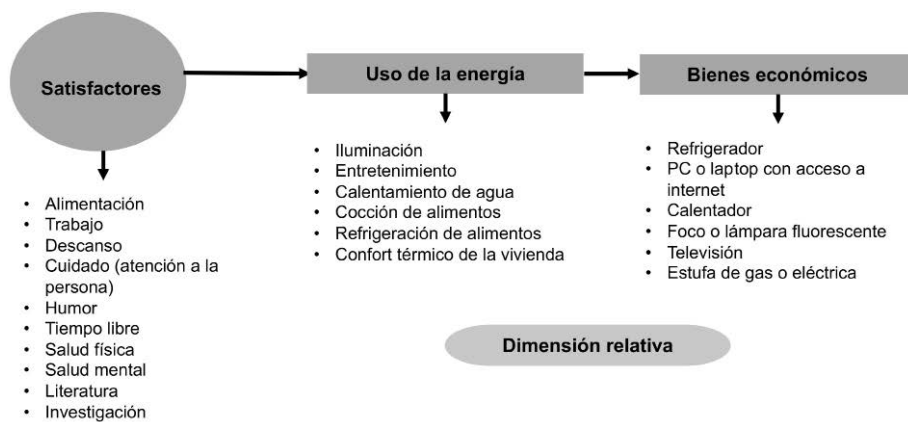 Satisfactores
Uso de la energía
Bienes económicos
• Alimentación
• Trabajo
• Descanso
• Cuidado (atención a la
persona)
• Humor
• Tiempo libre
• Salud física
• Salud mental
• Literatura
• Investigación
• Iluminación
• Entretenimiento
• Calentamiento de agua
• Cocción de alimentos
• Refrigeración de alimentos
• Confort térmico de la vivienda
• Refrigerador
• PC o laptop con acceso a
internet
• Calentador
• Foco o lámpara fluorescente
• Televisión
• Estufa de gas o eléctrica
Dimensión relativa